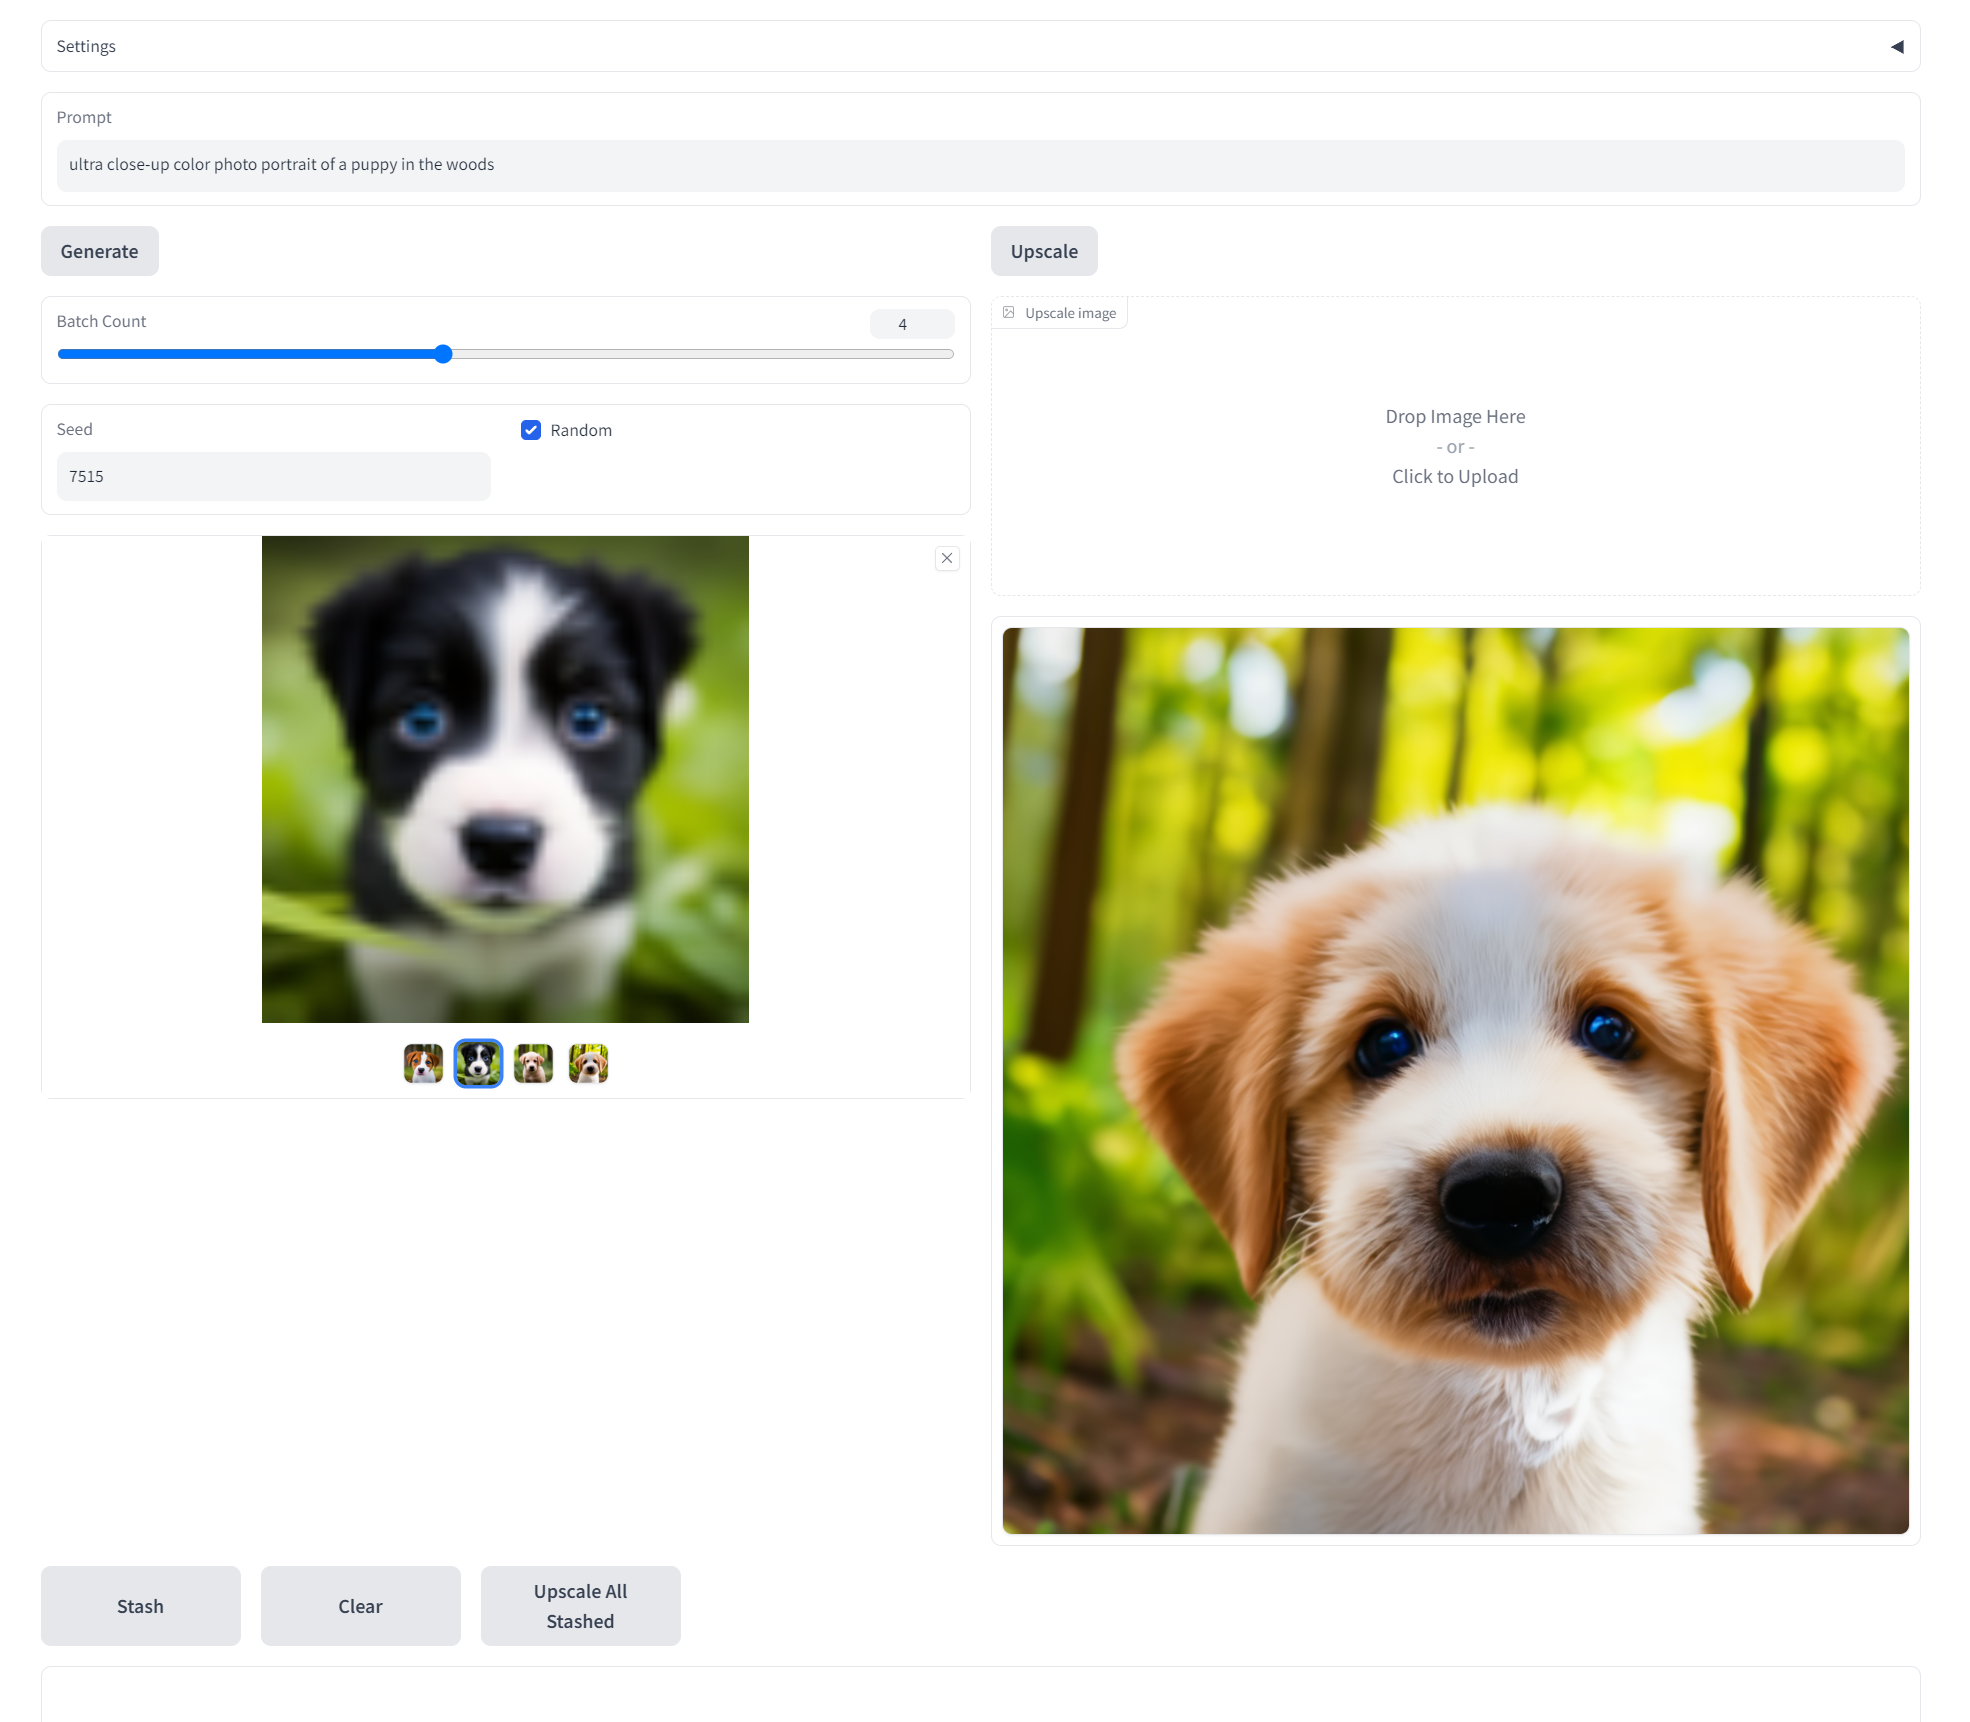 Settings
Prompt
ultra close-up color photo portrait of a puppy in the woods
Generate
Upscale
Batch Count
4
Seed
Random
7515
Upscale image
Drop Image Here
- or -
Click to Upload
Stash
Clear
Upscale All
Stashed